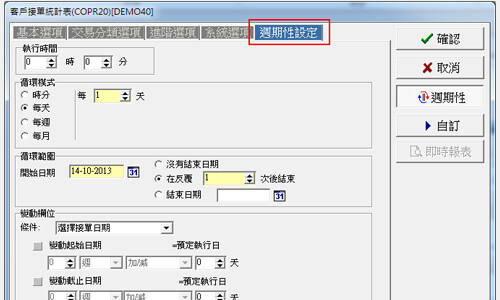 客戶接單統計表(COPR20)[DEMO40]
基本選項 交易分類選項 進階選項 系統選項 週期性設定
執行時間
0 時 0 分
循環模式
時分 每 1 天
每天
每週
每月
循環範圍
開始日期 14-10-2013 31
沒有結束日期
在反覆 1 次後結束
結束日期 31
變動欄位
條件: 選擇接單日期
變動起始日期 =預定執行日
0 週 加/減 0 天
變動截止日期 =預定執行日
0 週 加/減 0 天
確認
取消
週期性
自訂
即時報表